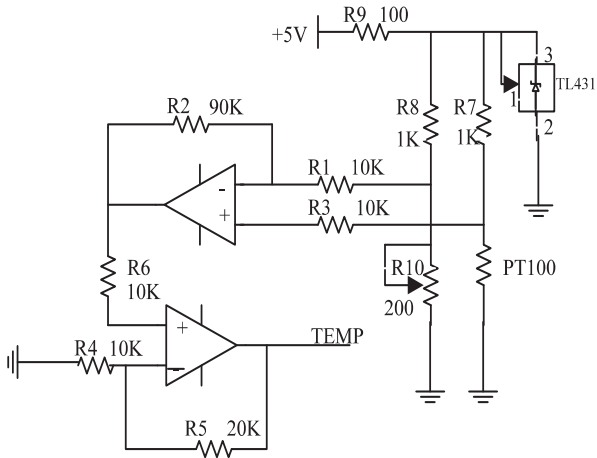 R9 100
+5V
3
TL431
1
2
R2 90K
R8
1K
R7
1K
R1 10K
-
+
R3 10K
R10
200
PT100
R6
10K
+
-
TEMP
R4 10K
R5 20K